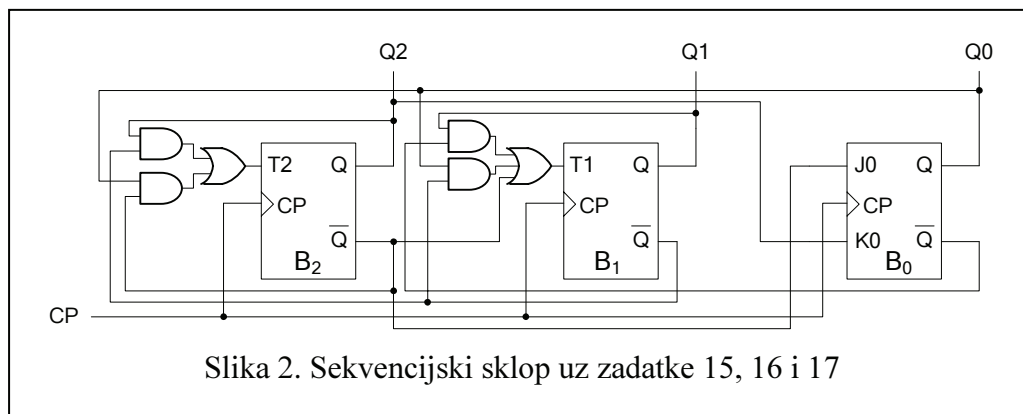 Q2 Q1 Q0
T2 Q T1 Q J0 Q
CP CP CP
K0
Q B₂ Q B₁ Q B₀
CP
Slika 2. Sekvencijski sklop uz zadatke 15, 16 i 17